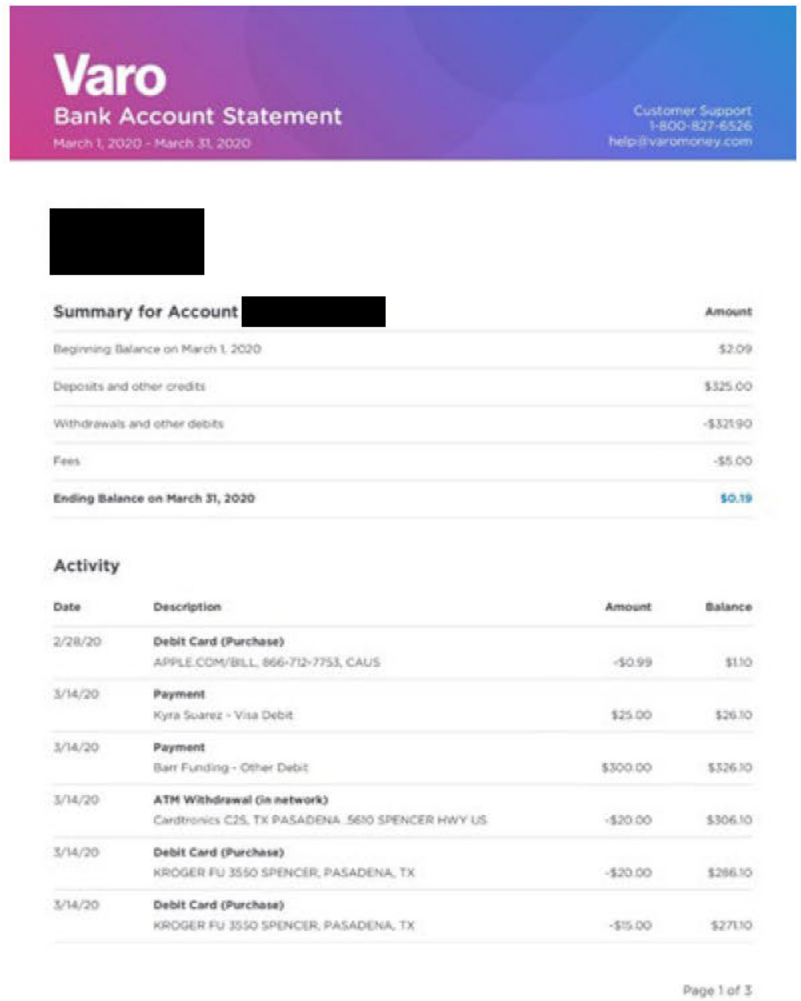 Varo
Bank Account Statement
March 1, 2020 - March 31, 2020
Customer Support
1-800-827-6526
help@varomoney.com
Summary for Account
Amount
Beginning Balance on March 1, 2020
$2.09
Deposits and other credits
$325.00
Withdrawals and other debits
-$321.90
Fees
-$5.00
Ending Balance on March 31, 2020
$0.19
Activity
Date Description Amount Balance
2/28/20 Debit Card (Purchase)
APPLE.COM/BILL, 866-712-7753, CAUS -$0.99 $1.10
3/14/20 Payment
Kyra Suarez - Visa Debit $25.00 $26.10
3/14/20 Payment
Barr Funding - Other Debit $300.00 $326.10
3/14/20 ATM Withdrawal (in network)
Cardtronics C25, TX PASADENA .5610 SPENCER HWY US -$20.00 $306.10
3/14/20 Debit Card (Purchase)
KROGER FU 3550 SPENCER, PASADENA, TX -$20.00 $286.10
3/14/20 Debit Card (Purchase)
KROGER FU 3550 SPENCER, PASADENA, TX -$15.00 $271.10
Page 1 of 3